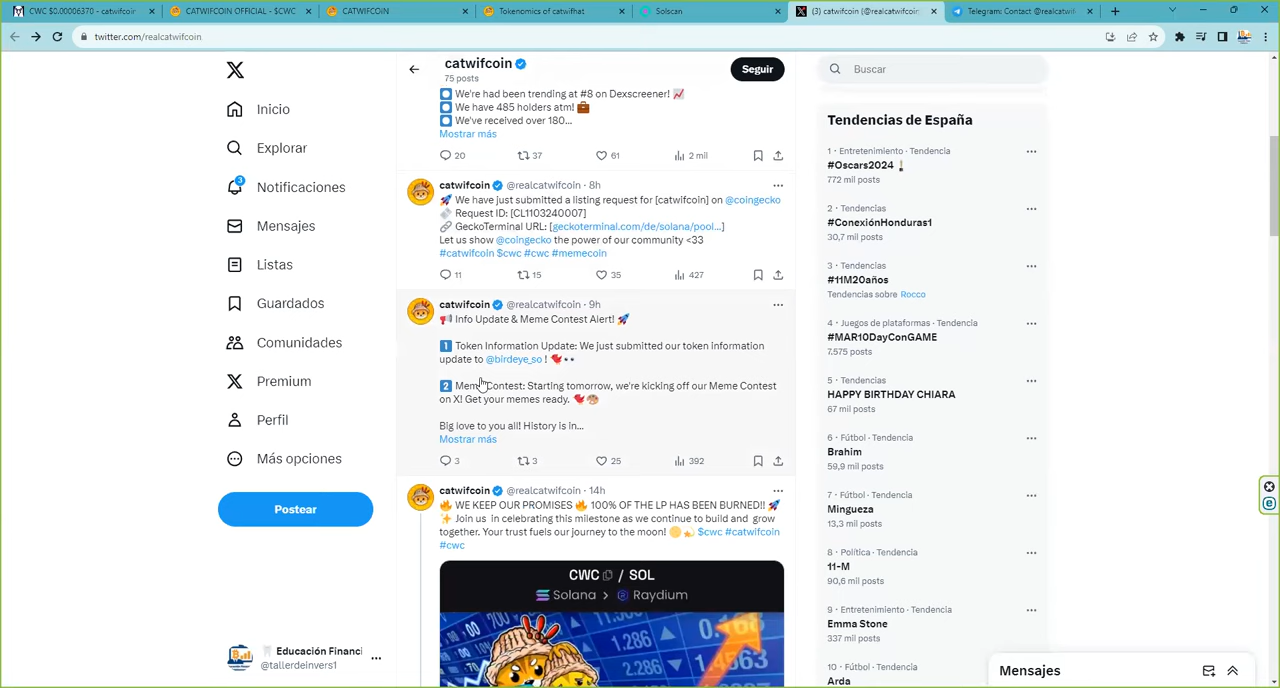 CWC $0.00006370 - catwifcoin
CATWIFCOIN OFFICIAL - $CWC
CATWIFCOiN
Tokenomics of catwifhat
Solscan
(3) catwifcoin (@realcatwifcoin
Telegram: Contact @realcatwif
twitter.com/realcatwifcoin
Inicio
Explorar
3
Notificaciones
Mensajes
Listas
Guardados
Comunidades
Premium
Perfil
Más opciones
Postear
Educación Financi
@tallerdeinvers1
catwifcoin
75 posts
Seguir
We're had been trending at #8 on Dexscreener!
We have 485 holders atm!
We've received over 180...
Mostrar más
20 37 61 2 mil
catwifcoin @realcatwifcoin · 8h
🚀 We have just submitted a listing request for [catwifcoin] on @coingecko
Request ID: [CL1103240007]
🔗 GeckoTerminal URL: [geckoterminal.com/de/solana/pool...]
Let us show @coingecko the power of our community <33
#catwifcoin $cwc #cwc #memecoin
11 15 35 427
catwifcoin @realcatwifcoin · 9h
📢 Info Update & Meme Contest Alert! 🚀
1 Token Information Update: We just submitted our token information
update to @birdeye_so ! 🐦👀
2 Meme Contest: Starting tomorrow, we're kicking off our Meme Contest
on X! Get your memes ready.
Big love to you all! History is in...
Mostrar más
3 3 25 392
catwifcoin @realcatwifcoin · 14h
🔥 WE KEEP OUR PROMISES 🔥 100% OF THE LP HAS BEEN BURNED!! 🚀
✨ Join us in celebrating this milestone as we continue to build and grow
together. Your trust fuels our journey to the moon! $cwc #catwifcoin
#cwc
CWC / SOL
Solana > Raydium
1.286
2.286
Buscar
Tendencias de España
1 · Entretenimiento · Tendencia
#Oscars2024
772 mil posts
2 · Tendencias
#ConexiónHonduras1
30,7 mil posts
3 · Tendencias
#11M20años
Tendencias sobre Rocco
4 · Juegos de plataformas · Tendencia
#MAR10DayConGAME
7.575 posts
5 · Tendencias
HAPPY BIRTHDAY CHIARA
67 mil posts
6 · Fútbol · Tendencia
Brahim
59,9 mil posts
7 · Fútbol · Tendencia
Mingueza
13,3 mil posts
8 · Política · Tendencia
11-M
90,6 mil posts
9 · Entretenimiento · Tendencia
Emma Stone
337 mil posts
10 · Fútbol · Tendencia
Arda
Mensajes